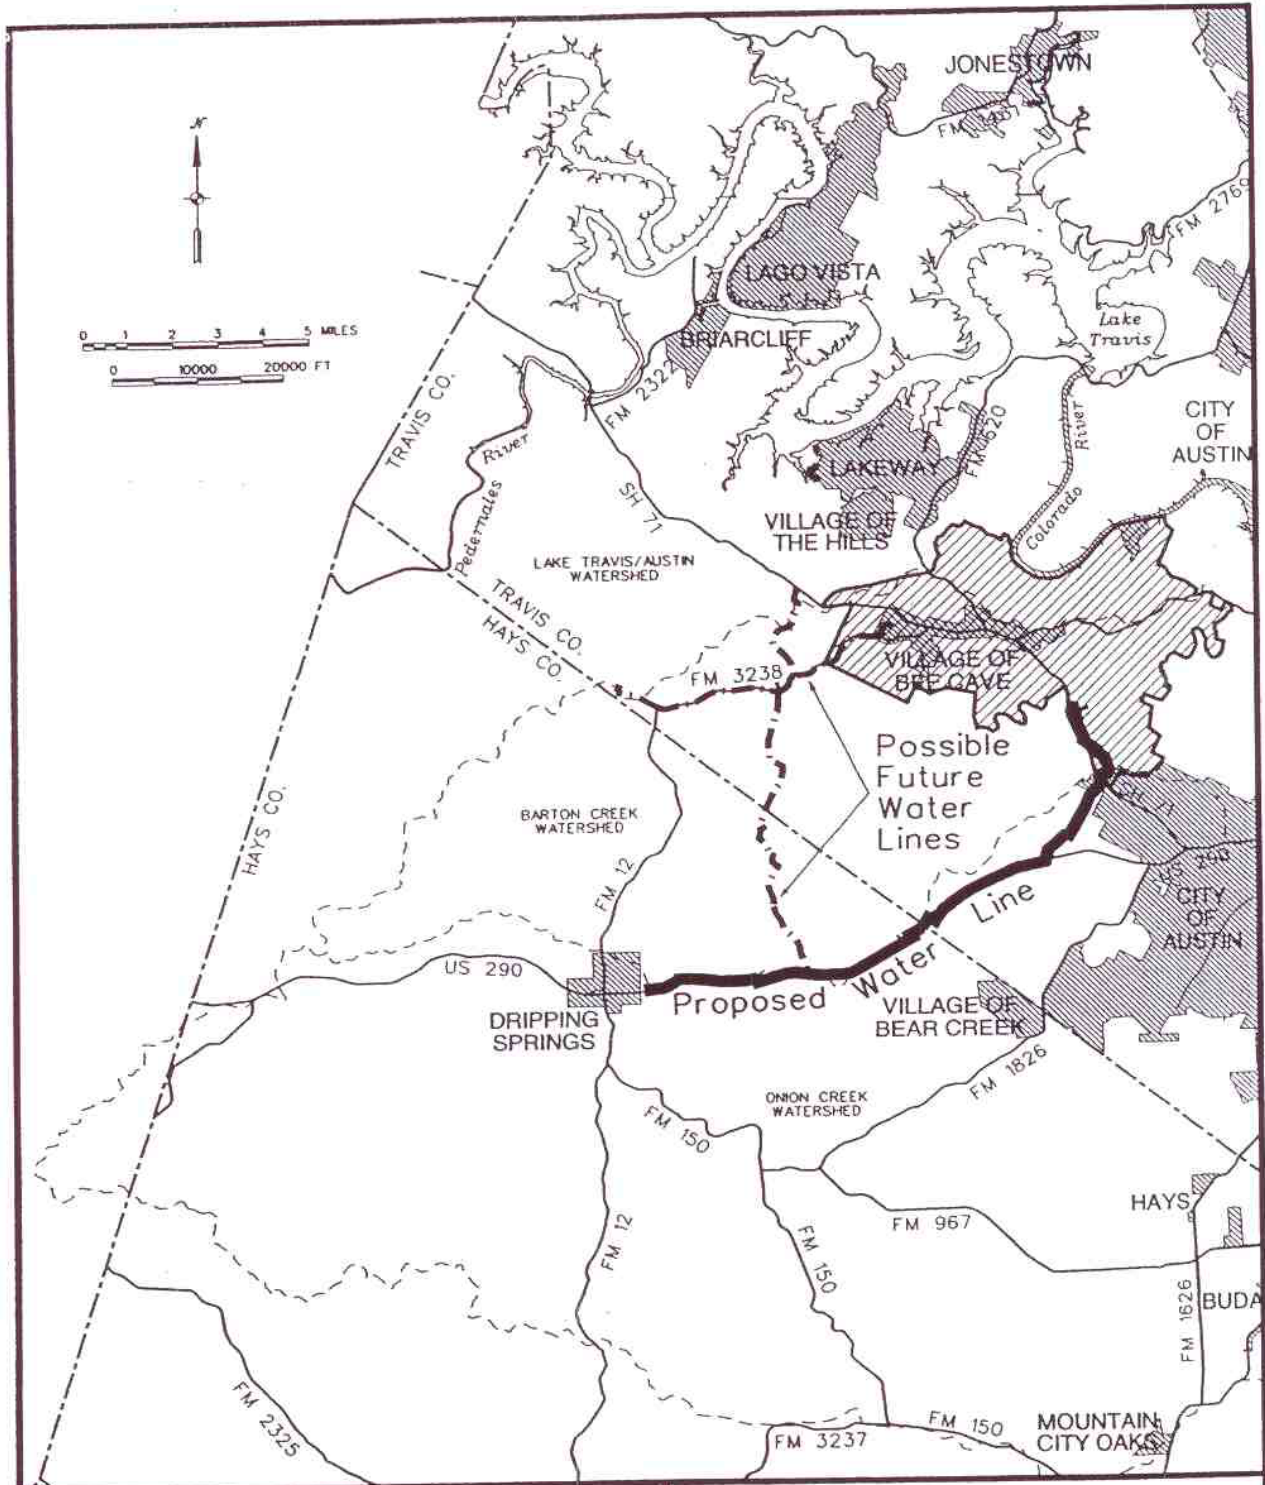 JONESTOWN
FM 1431
N
FM 2769
LAGO VISTA
Lake
Travis
0 1 2 3 4 5 MILES
BRIARCLIFF
0 10000 20000 FT
FM 2322
TRAVIS CO.
River
Pedernales
CITY
OF
AUSTIN
FM 620
River
Colorado
LAKEWAY
SH 71
VILLAGE OF
THE HILLS
LAKE TRAVIS/AUSTIN
WATERSHED
TRAVIS CO.
HAYS CO.
VILLAGE OF
BEE CAVE
FM 3238
Possible
Future
Water
Lines
HAYS CO.
BARTON CREEK
WATERSHED
US 290
FM 12
CITY
OF
AUSTIN
US 290
Proposed Water Line
DRIPPING
SPRINGS
VILLAGE OF
BEAR CREEK
FM 1826
ONION CREEK
WATERSHED
FM 150
HAYS
FM 967
FM 12
FM 150
FM 1626
BUDA
FM 2325
MOUNTAIN
CITY OAKS
FM 150
FM 3237